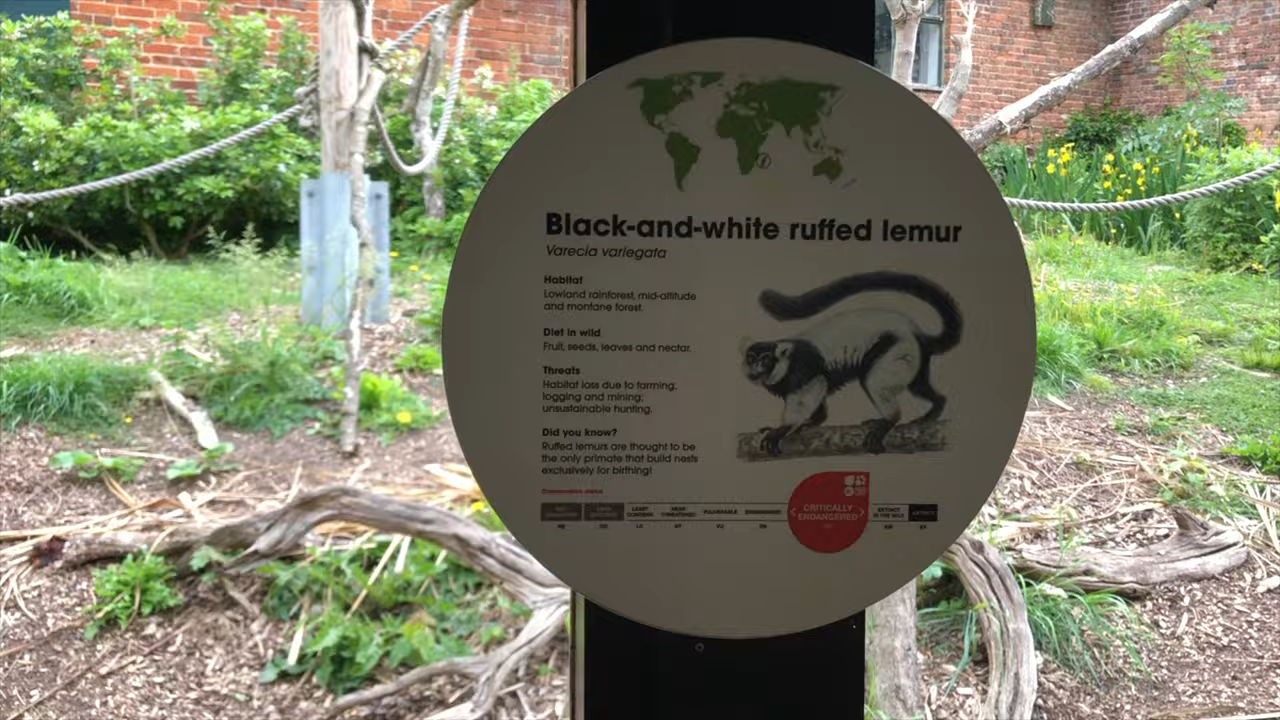 Black-and-white ruffed lemur
Varecia variegata
Habitat
Lowland rainforest, mid-altitude
and montane forest.
Diet in wild
Fruit, seeds, leaves and nectar.
Threats
Habitat loss due to farming,
logging and mining;
unsustainable hunting.
Did you know?
Ruffed lemurs are thought to be
the only primate that build nests
exclusively for birthing!
Conservation status
LEAST CONCERN
NEAR THREATENED
VULNERABLE
ENDANGERED
CRITICALLY
ENDANGERED
EXTINCT IN THE WILD
EXTINCT